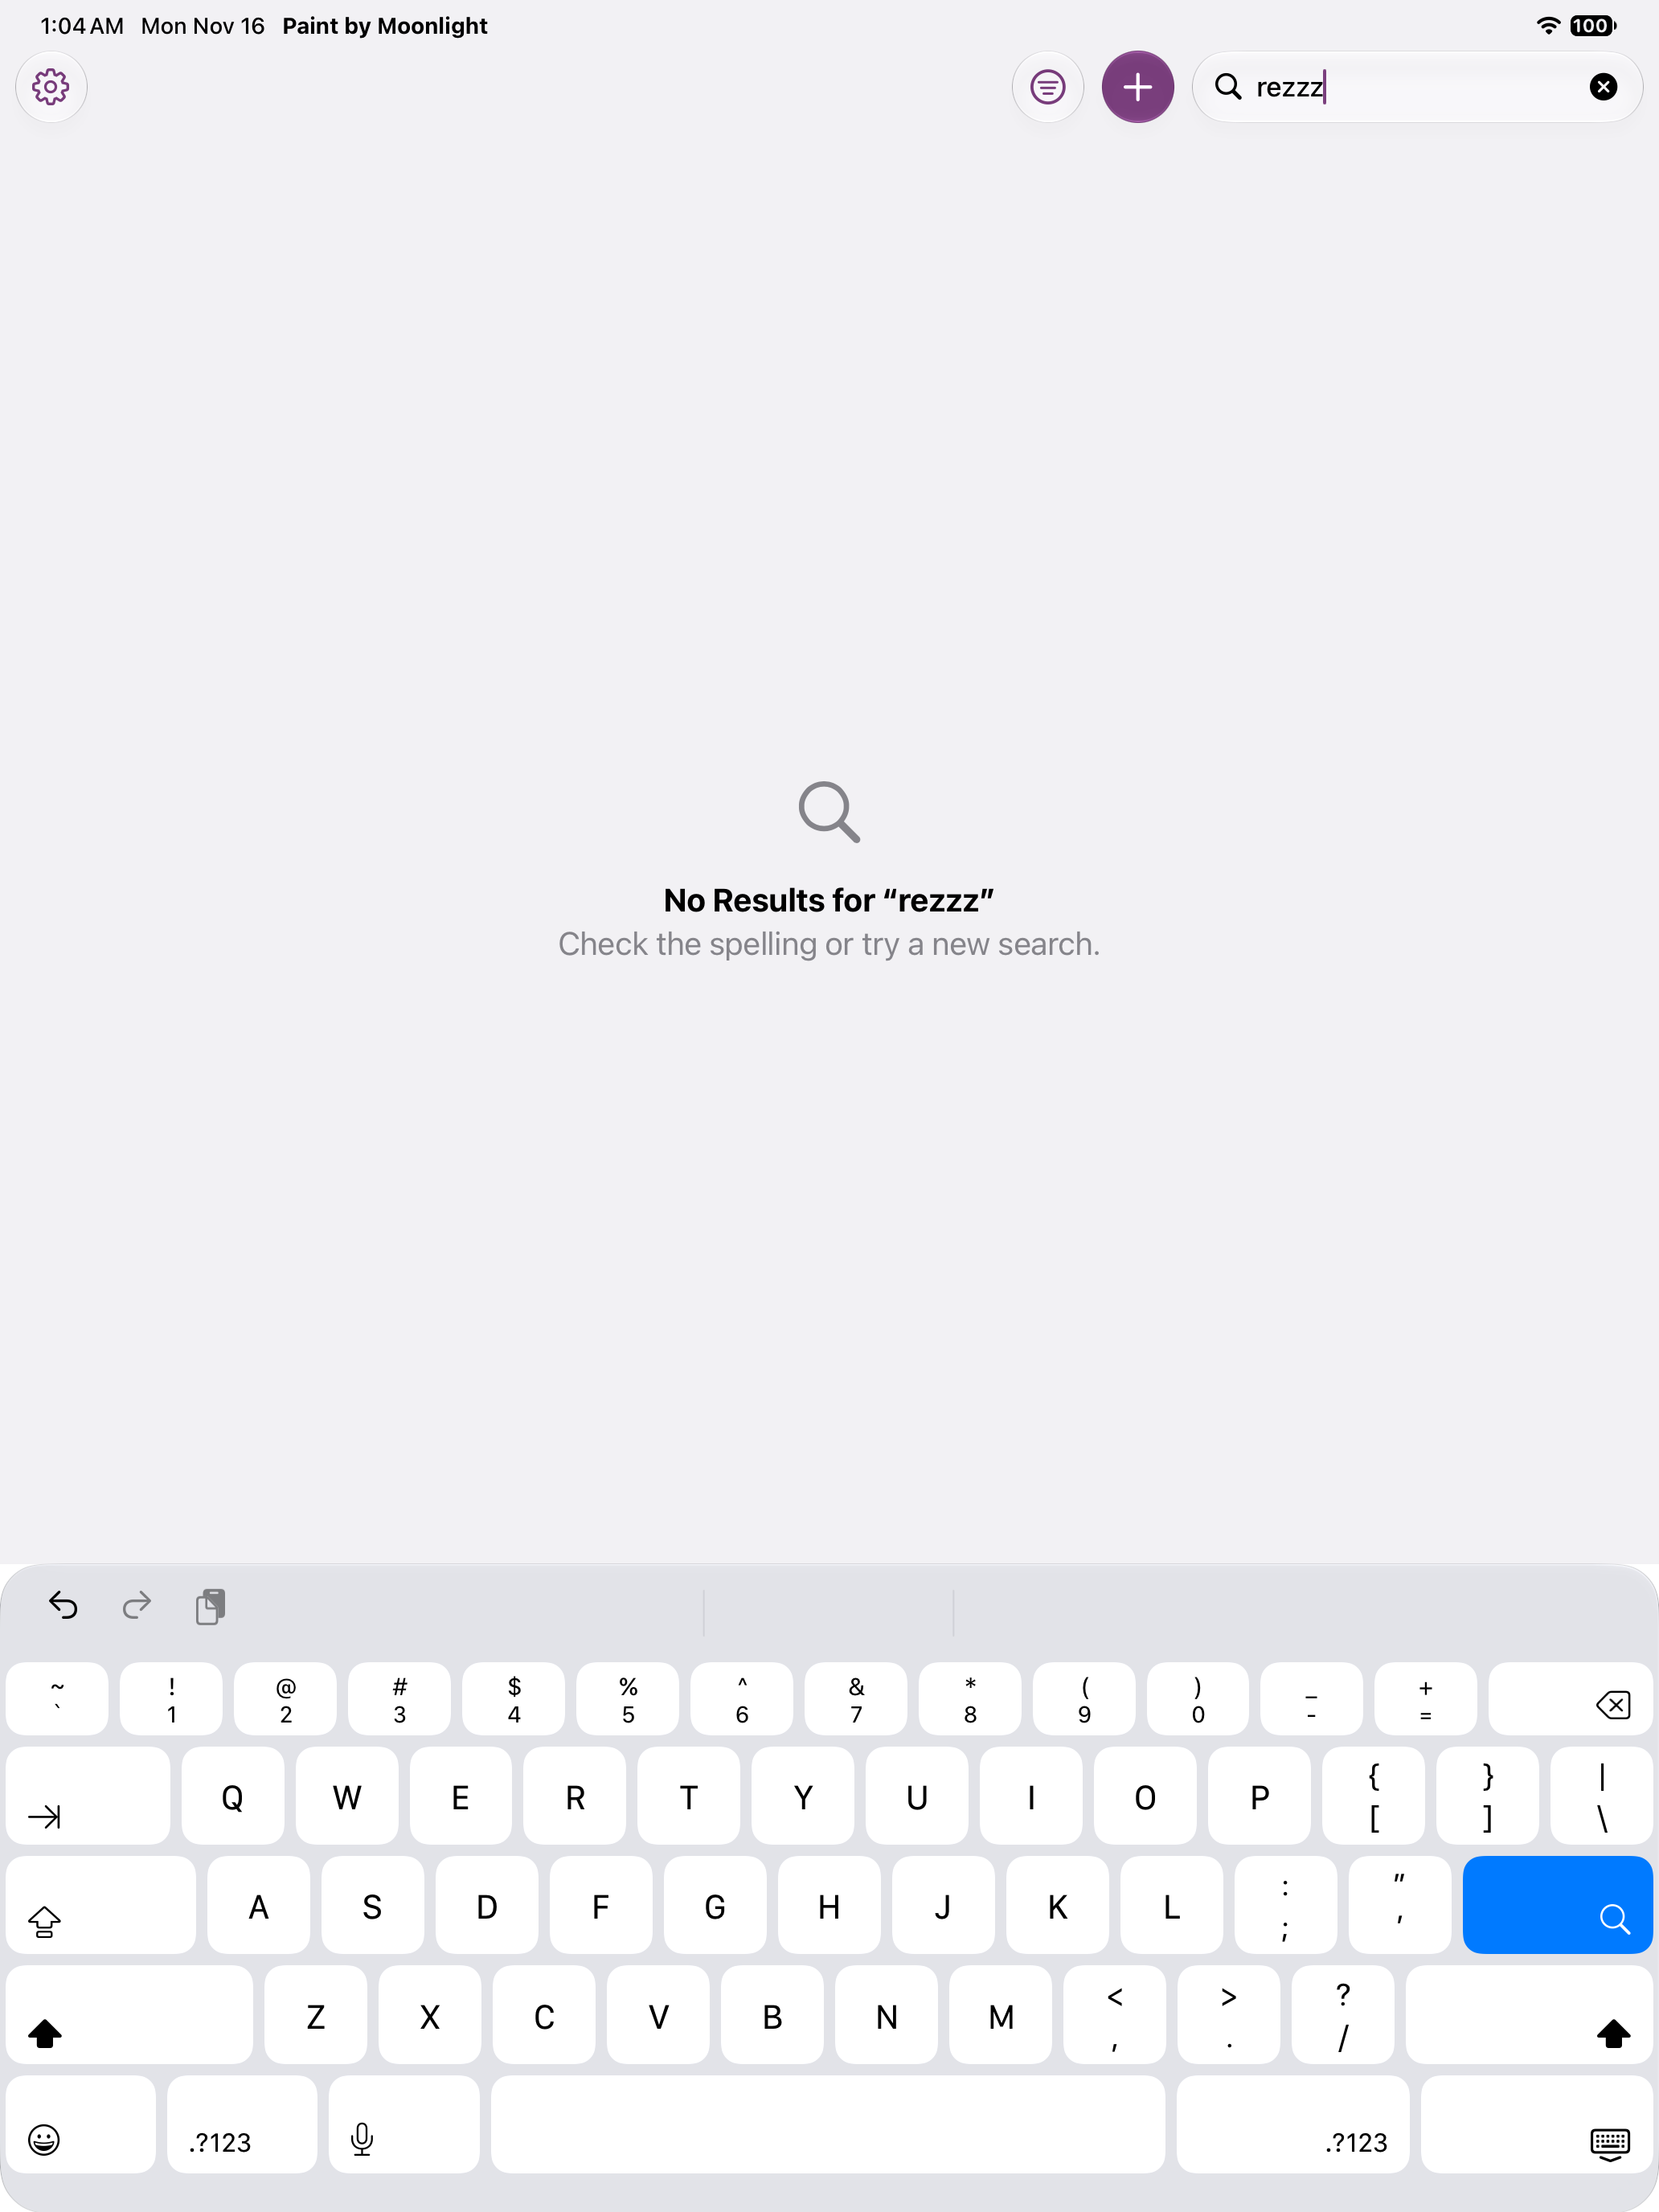 1:04 AM Mon Nov 16 Paint by Moonlight
100
rezzz
No Results for “rezzz”
Check the spelling or try a new search.
~ ! @ # $ % ^ & * ( ) _ +
` 1 2 3 4 5 6 7 8 9 0 - =
Q W E R T Y U I O P { } |
[ ] \
A S D F G H J K L : "
; '
Z X C V B N M < > ?
, . /
.?123 .?123